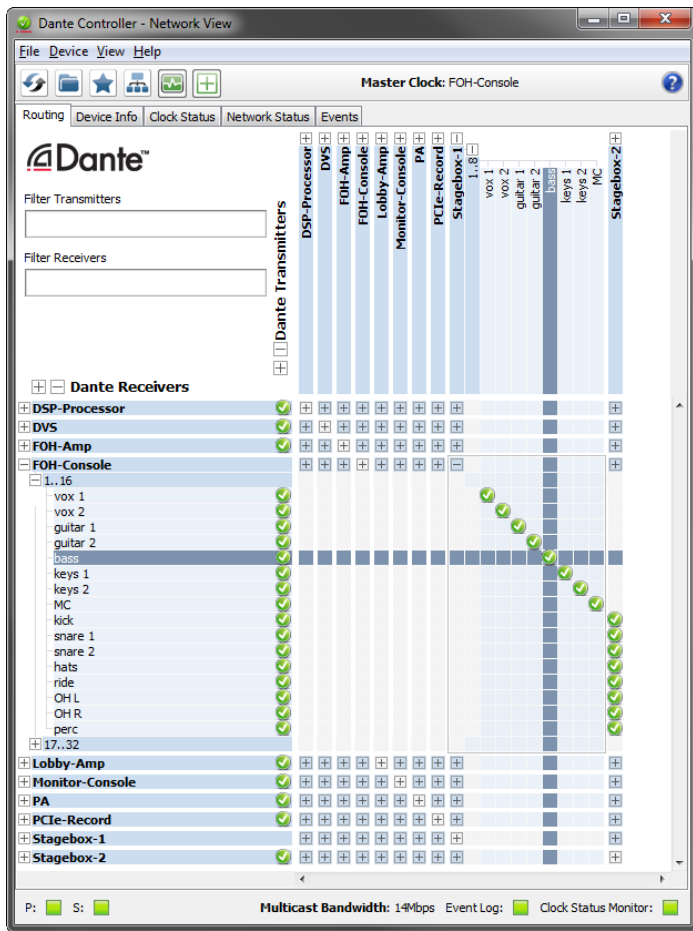 Dante Controller - Network View
File Device View Help
Master Clock: FOH-Console
Routing Device Info Clock Status Network Status Events
Dante™
Filter Transmitters
Filter Receivers
Dante Transmitters
DSP-Processor
DVS
FOH-Amp
FOH-Console
Lobby-Amp
Monitor-Console
PA
PCIe-Record
Stagebox-1
1..8
vox 1
vox 2
guitar 1
guitar 2
bass
keys 1
keys 2
MC
Stagebox-2
Dante Receivers
DSP-Processor
DVS
FOH-Amp
FOH-Console
1..16
vox 1
vox 2
guitar 1
guitar 2
bass
keys 1
keys 2
MC
kick
snare 1
snare 2
hats
ride
OH L
OH R
perc
17..32
Lobby-Amp
Monitor-Console
PA
PCIe-Record
Stagebox-1
Stagebox-2
P: S: Multicast Bandwidth: 14Mbps Event Log: Clock Status Monitor: